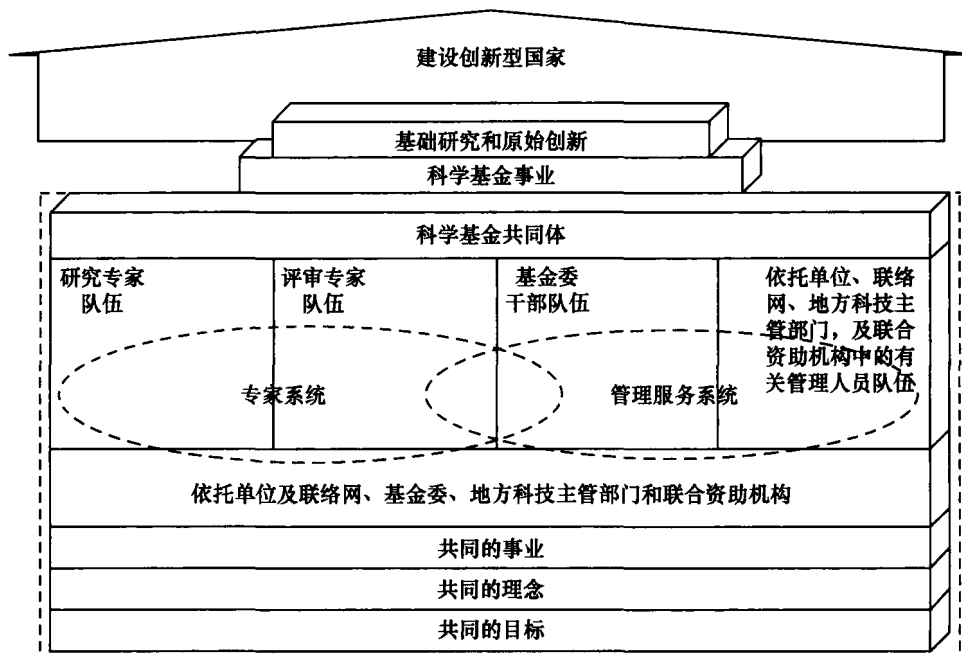 建设创新型国家
基础研究和原始创新
科学基金事业
科学基金共同体
研究专家
队伍
评审专家
队伍
基金委
干部队伍
依托单位、联络
网、地方科技主
管部门，及联合
资助机构中的有
关管理人员队伍
专家系统
管理服务系统
依托单位及联络网、基金委、地方科技主管部门和联合资助机构
共同的事业
共同的理念
共同的目标